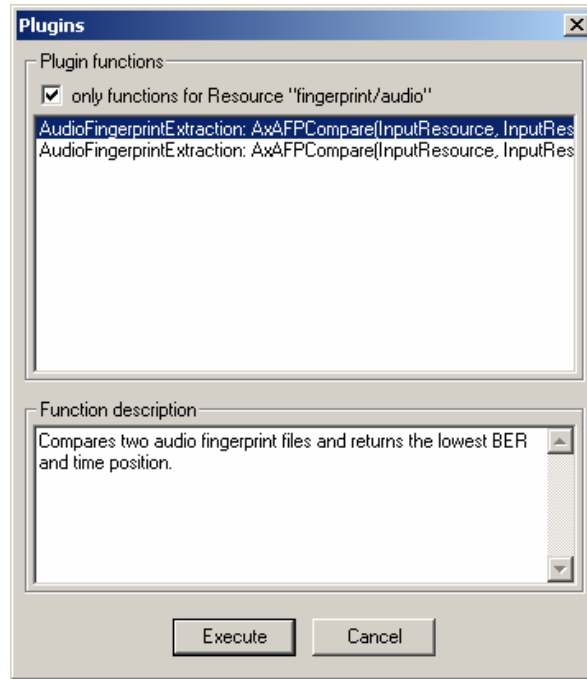 Plugins
Plugin functions
only functions for Resource "fingerprint/audio"
AudioFingerprintExtraction: AxAFPCompare(InputResource, InputRes
AudioFingerprintExtraction: AxAFPCompare(InputResource, InputRes
Function description
Compares two audio fingerprint files and returns the lowest BER
and time position.
Execute
Cancel